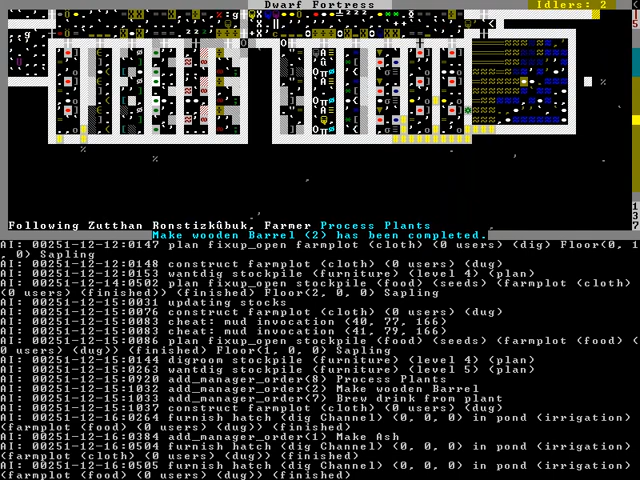 Dwarf Fortress
Idlers: 2
Following Zutthan Ronstizkûbuk, Farmer Process Plants
Make wooden Barrel (2) has been completed.
AI: 00251-12-12:0147 plan fixup_open farmplot (cloth) (0 users) (dig) Floor(0, 1
, 0) Sapling
AI: 00251-12-12:0148 construct farmplot (cloth) (0 users) (dug)
AI: 00251-12-12:0153 wantdig stockpile (furniture) (level 4) (plan)
AI: 00251-12-14:0502 plan fixup_open stockpile (food) (seeds) (farmplot (cloth)
(0 users) (finished)) (finished) Floor(2, 0, 0) Sapling
AI: 00251-12-15:0031 updating stocks
AI: 00251-12-15:0076 construct farmplot (cloth) (0 users) (dug)
AI: 00251-12-15:0083 cheat: mud invocation (40, 77, 166)
AI: 00251-12-15:0083 cheat: mud invocation (41, 79, 166)
AI: 00251-12-15:0086 plan fixup_open stockpile (food) (seeds) (farmplot (food) (
0 users) (dug)) (finished) Floor(1, 0, 0) Sapling
AI: 00251-12-15:0144 digroom stockpile (furniture) (level 4) (plan)
AI: 00251-12-15:0263 wantdig stockpile (furniture) (level 5) (plan)
AI: 00251-12-15:0920 add_manager_order(8) Process Plants
AI: 00251-12-15:1032 add_manager_order(2) Make wooden Barrel
AI: 00251-12-15:1033 add_manager_order(7) Brew drink from plant
AI: 00251-12-15:1037 construct farmplot (cloth) (0 users) (dug)
AI: 00251-12-16:0264 furnish hatch (dig Channel) (0, 0, 0) in pond (irrigation)
(farmplot (food) (0 users) (dug)) (finished)
AI: 00251-12-16:0384 add_manager_order(1) Make Ash
AI: 00251-12-16:0504 furnish hatch (dig Channel) (0, 0, 0) in pond (irrigation)
(farmplot (cloth) (0 users) (dug)) (finished)
AI: 00251-12-16:0505 furnish hatch (dig Channel) (0, 0, 0) in pond (irrigation)
(farmplot (food) (0 users) (dug)) (finished)